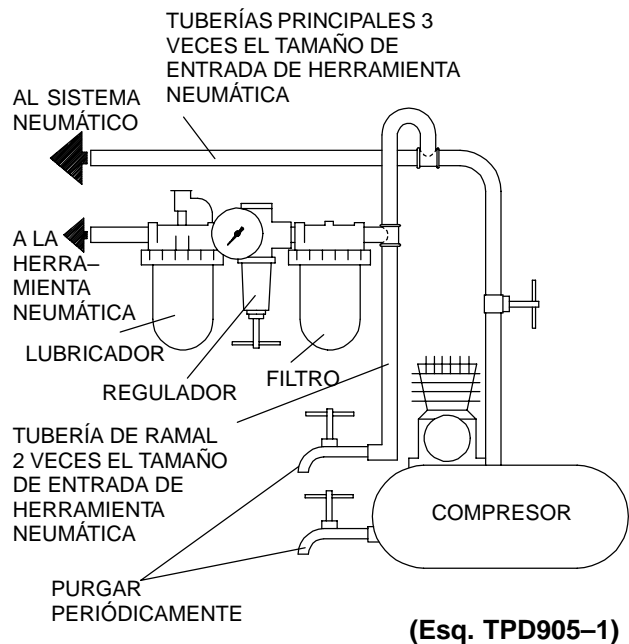 TUBERÍAS PRINCIPALES 3
VECES EL TAMAÑO DE
ENTRADA DE HERRAMIENTA
NEUMÁTICA
AL SISTEMA
NEUMÁTICO
A LA
HERRA–
MIENTA
NEUMÁTICA
LUBRICADOR
REGULADOR
FILTRO
TUBERÍA DE RAMAL
2 VECES EL TAMAÑO
DE ENTRADA DE
HERRAMIENTA
NEUMÁTICA
COMPRESOR
PURGAR
PERIÓDICAMENTE
(Esq. TPD905–1)